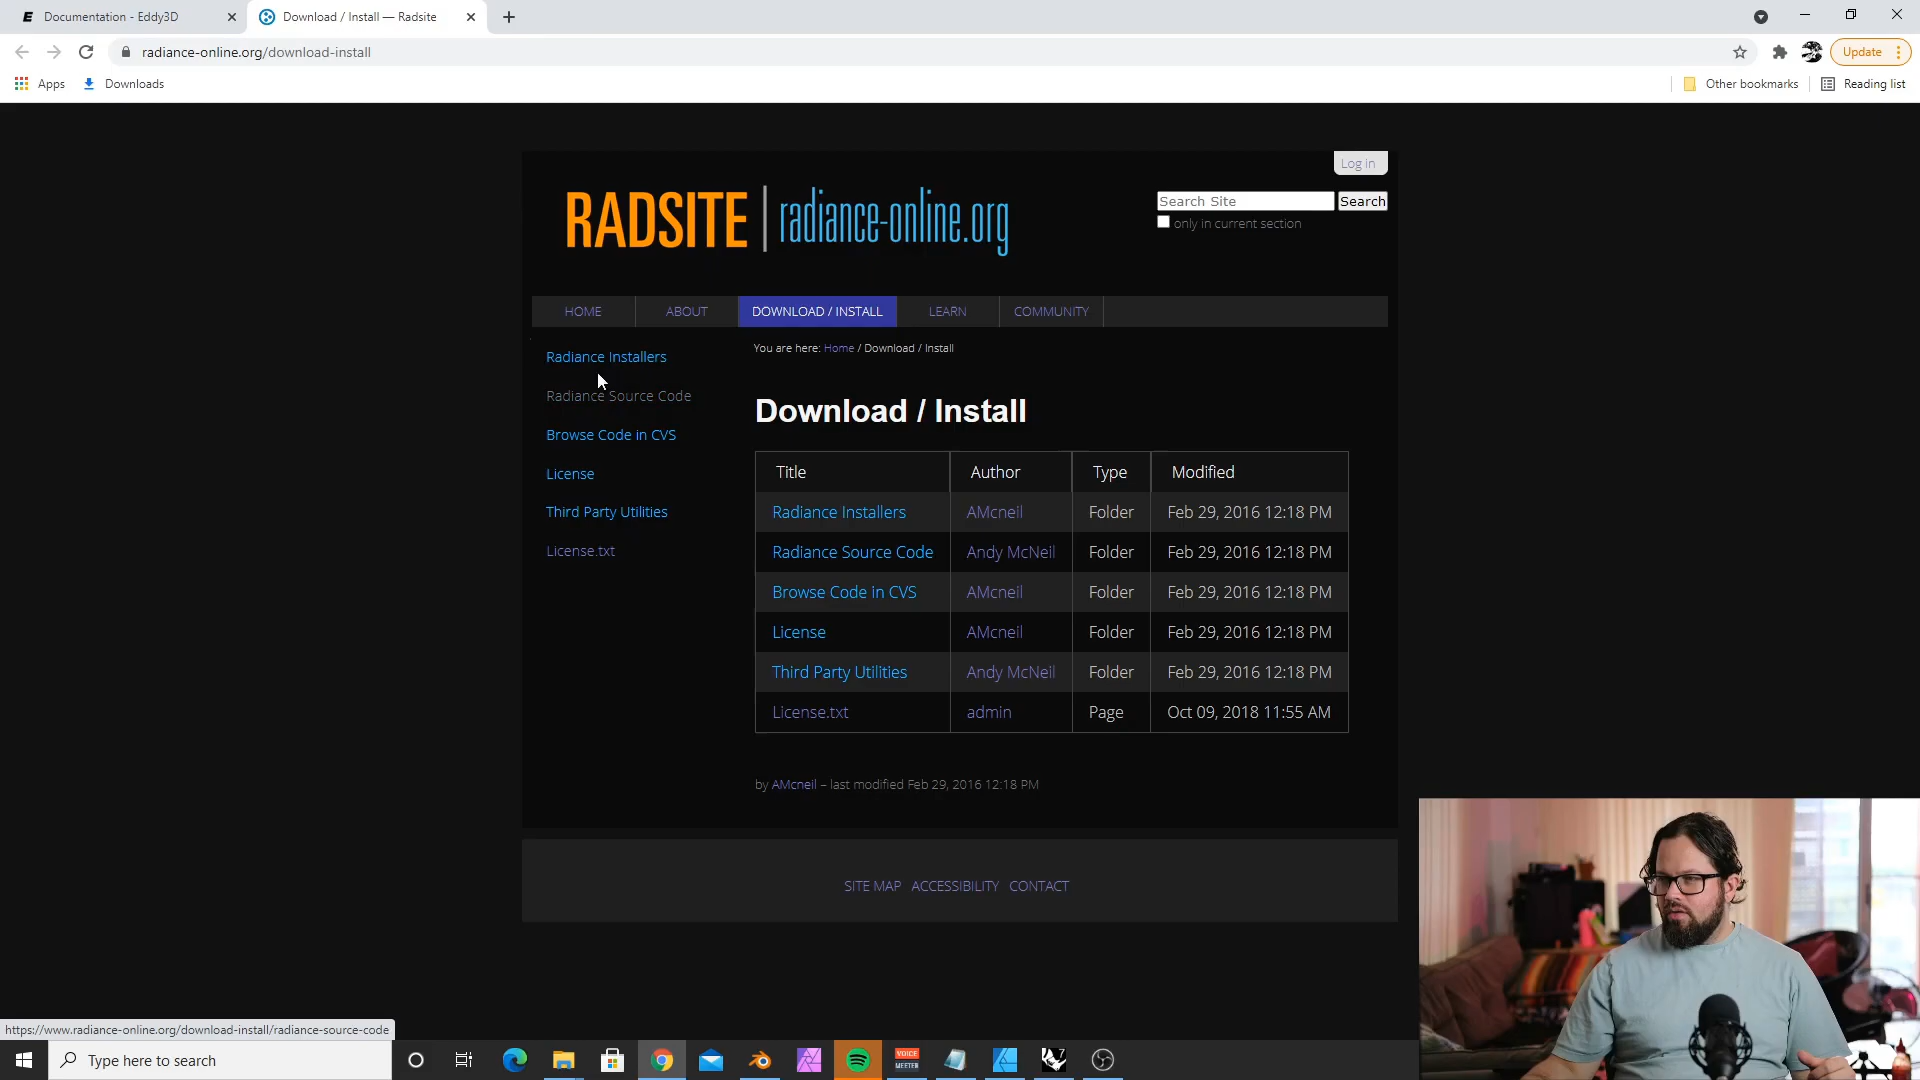 Documentation - Eddy3D
Download / Install — Radsite
radiance-online.org/download-install
Update
Apps
Downloads
Other bookmarks
Reading list
Log in
RADSITE | radiance-online.org
Search Site
Search
only in current section
HOME
ABOUT
DOWNLOAD / INSTALL
LEARN
COMMUNITY
Radiance Installers
Radiance Source Code
Browse Code in CVS
License
Third Party Utilities
License.txt
You are here: Home / Download / Install
Download / Install
Title Author Type Modified
Radiance Installers AMcneil Folder Feb 29, 2016 12:18 PM
Radiance Source Code Andy McNeil Folder Feb 29, 2016 12:18 PM
Browse Code in CVS AMcneil Folder Feb 29, 2016 12:18 PM
License AMcneil Folder Feb 29, 2016 12:18 PM
Third Party Utilities Andy McNeil Folder Feb 29, 2016 12:18 PM
License.txt admin Page Oct 09, 2018 11:55 AM
by AMcneil – last modified Feb 29, 2016 12:18 PM
SITE MAP ACCESSIBILITY CONTACT
https://www.radiance-online.org/download-install/radiance-source-code
Type here to search
VOICE
MEETER
7